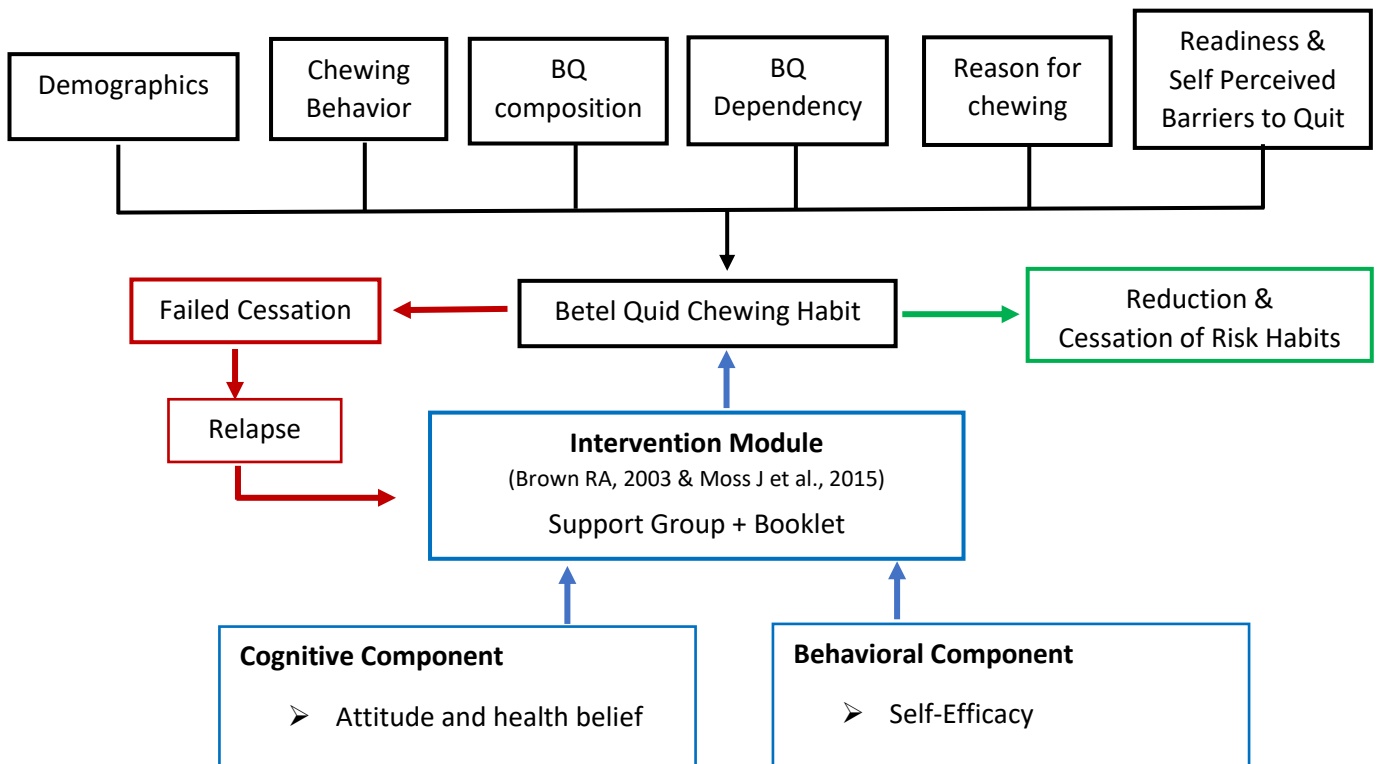 Demographics
Chewing
Behavior
BQ
composition
BQ
Dependency
Reason for
chewing
Readiness &
Self Perceived
Barriers to Quit
Failed Cessation
Betel Quid Chewing Habit
Reduction &
Cessation of Risk Habits
Relapse
Intervention Module
(Brown RA, 2003 & Moss J et al., 2015)
Support Group + Booklet
Cognitive Component
➢ Attitude and health belief
Behavioral Component
➢ Self-Efficacy